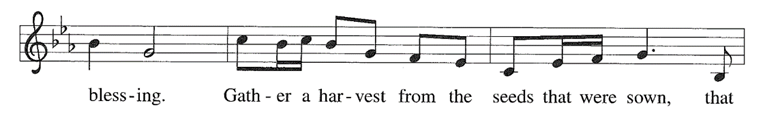 bless-ing. Gath-er a har-vest from the seeds that were sown, that